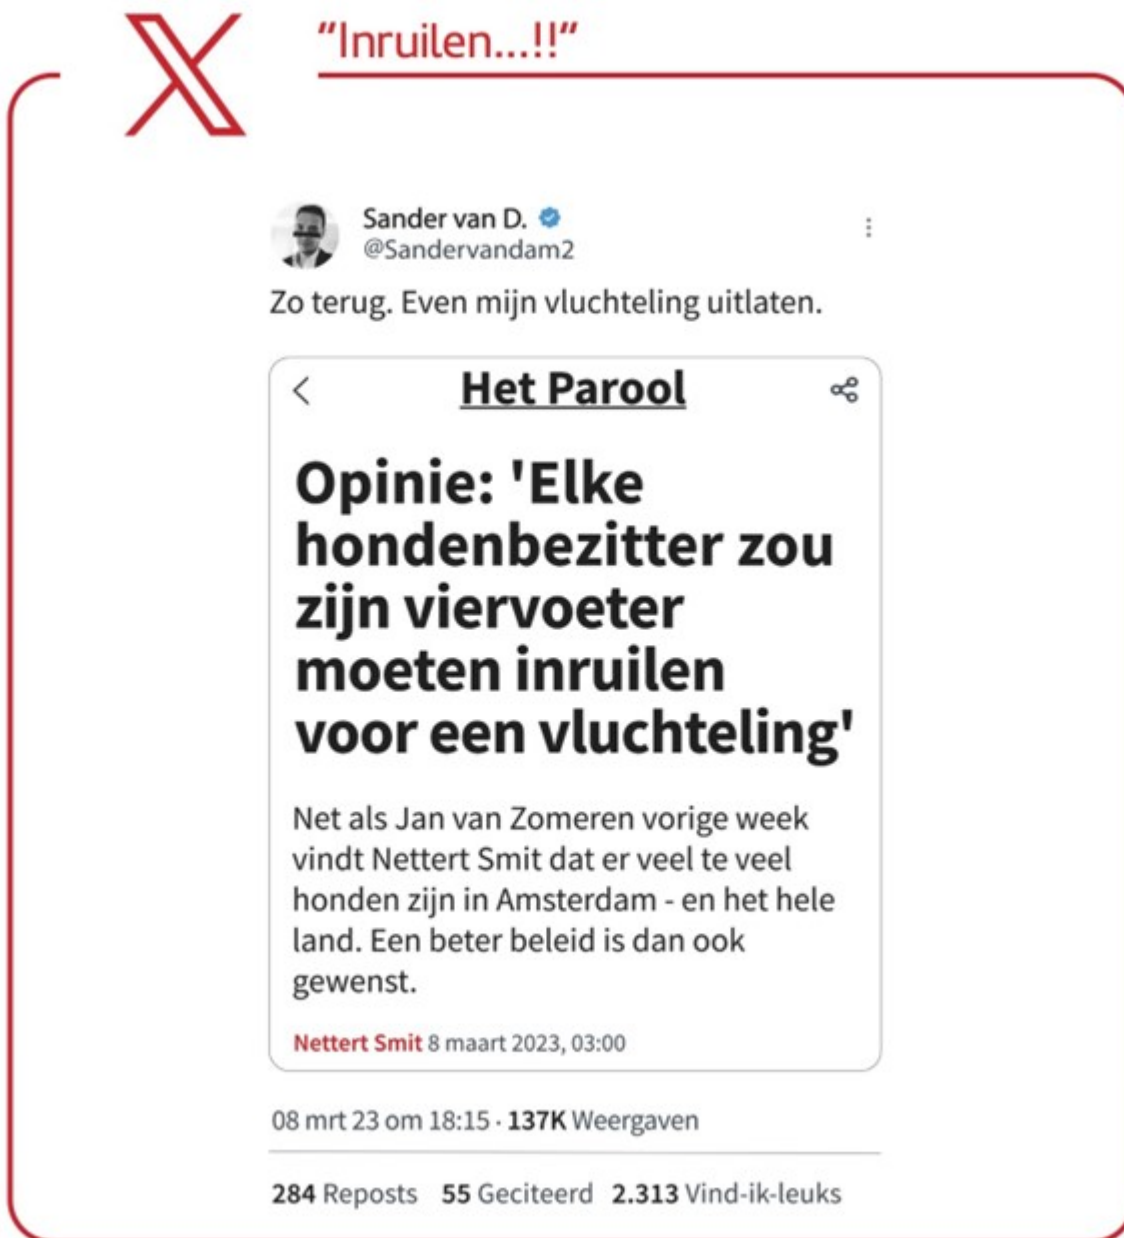 "Inruilen...!!"
Sander van D.
@Sandervandam2
Zo terug. Even mijn vluchteling uitlaten.
Het Parool
Opinie: 'Elke
hondenbezitter zou
zijn viervoeter
moeten inruilen
voor een vluchteling'
Net als Jan van Zomeren vorige week
vindt Nettert Smit dat er veel te veel
honden zijn in Amsterdam - en het hele
land. Een beter beleid is dan ook
gewenst.
Nettert Smit 8 maart 2023, 03:00
08 mrt 23 om 18:15 · 137K Weergaven
284 Reposts 55 Geciteerd 2.313 Vind-ik-leuks